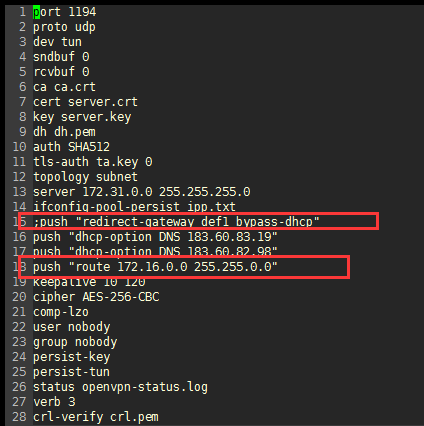 1 port 1194
2 proto udp
3 dev tun
4 sndbuf 0
5 rcvbuf 0
6 ca ca.crt
7 cert server.crt
8 key server.key
9 dh dh.pem
10 auth SHA512
11 tls-auth ta.key 0
12 topology subnet
13 server 172.31.0.0 255.255.255.0
14 ifconfig-pool-persist ipp.txt
15 ;push "redirect-gateway def1 bypass-dhcp"
16 push "dhcp-option DNS 183.60.83.19"
17 push "dhcp-option DNS 183.60.82.98"
18 push "route 172.16.0.0 255.255.0.0"
19 keepalive 10 120
20 cipher AES-256-CBC
21 comp-lzo
22 user nobody
23 group nobody
24 persist-key
25 persist-tun
26 status openvpn-status.log
27 verb 3
28 crl-verify crl.pem